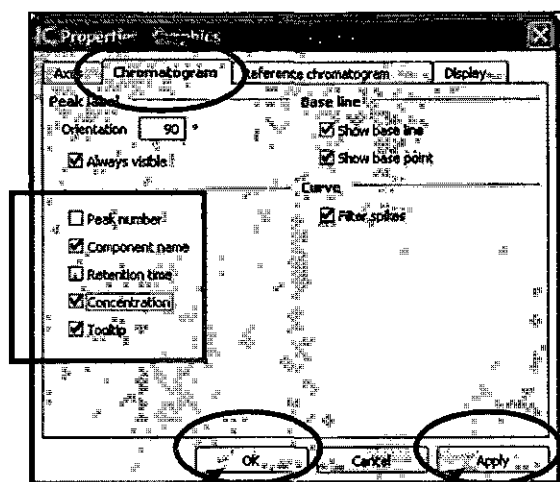 Properties - Graphics
Axes Chromatogram Reference chromatogram Display
Peak label Base line
Orientation 90 ° Show base line
Always visible Show base point
Curve
Peak number Filter spikes
Component name
Retention time
Concentration
Tooltip
OK Cancel Apply